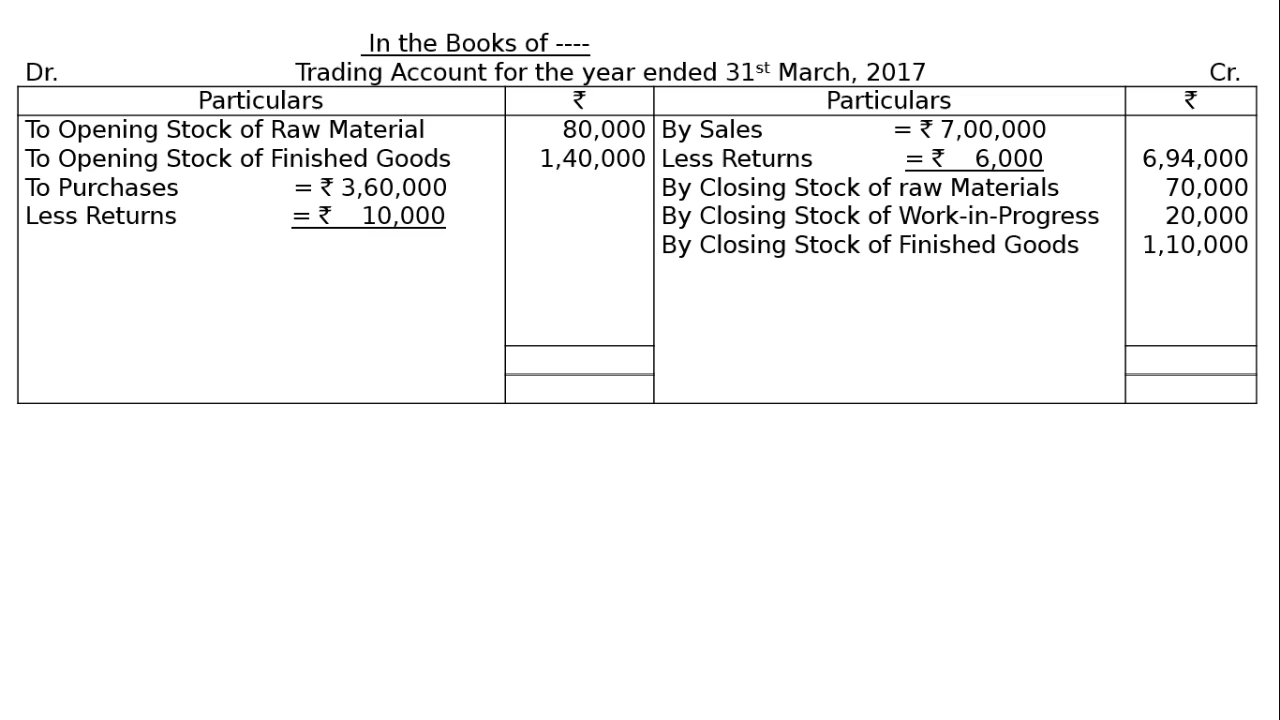 In the Books of ----
Dr. Trading Account for the year ended 31st March, 2017 Cr.
Particulars ₹ Particulars ₹
To Opening Stock of Raw Material 80,000 By Sales = ₹ 7,00,000
To Opening Stock of Finished Goods 1,40,000 Less Returns = ₹ 6,000 6,94,000
To Purchases = ₹ 3,60,000 By Closing Stock of raw Materials 70,000
Less Returns = ₹ 10,000 By Closing Stock of Work-in-Progress 20,000
By Closing Stock of Finished Goods 1,10,000